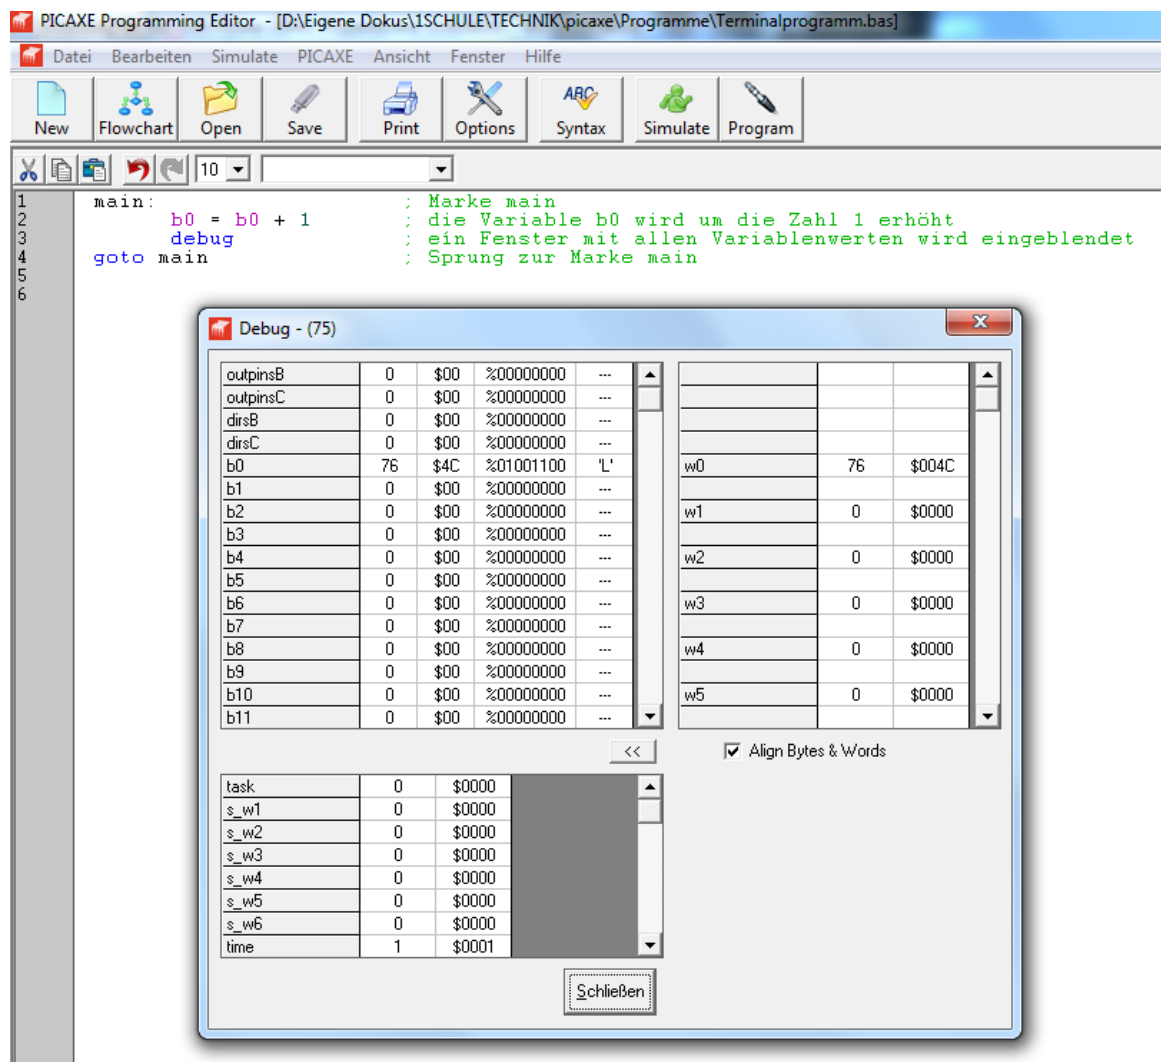 PICAXE Programming Editor - [D:\Eigene Dokus\1SCHULE\TECHNIK\picaxe\Programme\Terminalprogramm.bas]
Datei Bearbeiten Simulate PICAXE Ansicht Fenster Hilfe
New Flowchart Open Save Print Options ABC Syntax Simulate Program
10
1 main: ; Marke main
2 b0 = b0 + 1 ; die Variable b0 wird um die Zahl 1 erhöht
3 debug ; ein Fenster mit allen Variablenwerten wird eingeblendet
4 goto main ; Sprung zur Marke main
5
6
Debug - (75)
outpinsB 0 $00 %00000000 ---
outpinsC 0 $00 %00000000 ---
dirsB 0 $00 %00000000 ---
dirsC 0 $00 %00000000 ---
b0 76 $4C %01001100 'L' w0 76 $004C
b1 0 $00 %00000000 ---
b2 0 $00 %00000000 --- w1 0 $0000
b3 0 $00 %00000000 ---
b4 0 $00 %00000000 --- w2 0 $0000
b5 0 $00 %00000000 ---
b6 0 $00 %00000000 --- w3 0 $0000
b7 0 $00 %00000000 ---
b8 0 $00 %00000000 --- w4 0 $0000
b9 0 $00 %00000000 ---
b10 0 $00 %00000000 --- w5 0 $0000
b11 0 $00 %00000000 ---
<< Align Bytes & Words
task 0 $0000
s_w1 0 $0000
s_w2 0 $0000
s_w3 0 $0000
s_w4 0 $0000
s_w5 0 $0000
s_w6 0 $0000
time 1 $0001
Schließen